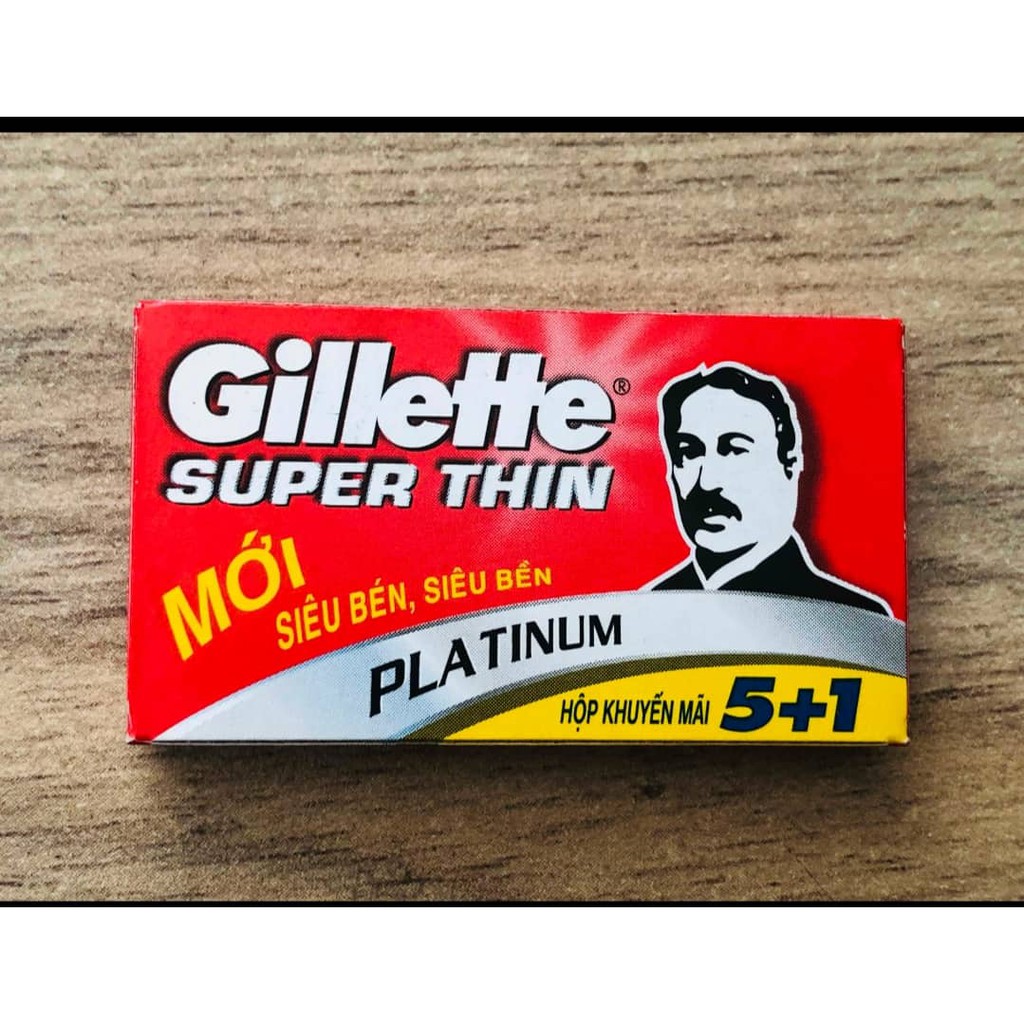 Gillette®
SUPER THIN
MỚI
SIÊU BÉN, SIÊU BỀN
PLATINUM
HỘP KHUYẾN MÃI 5+1